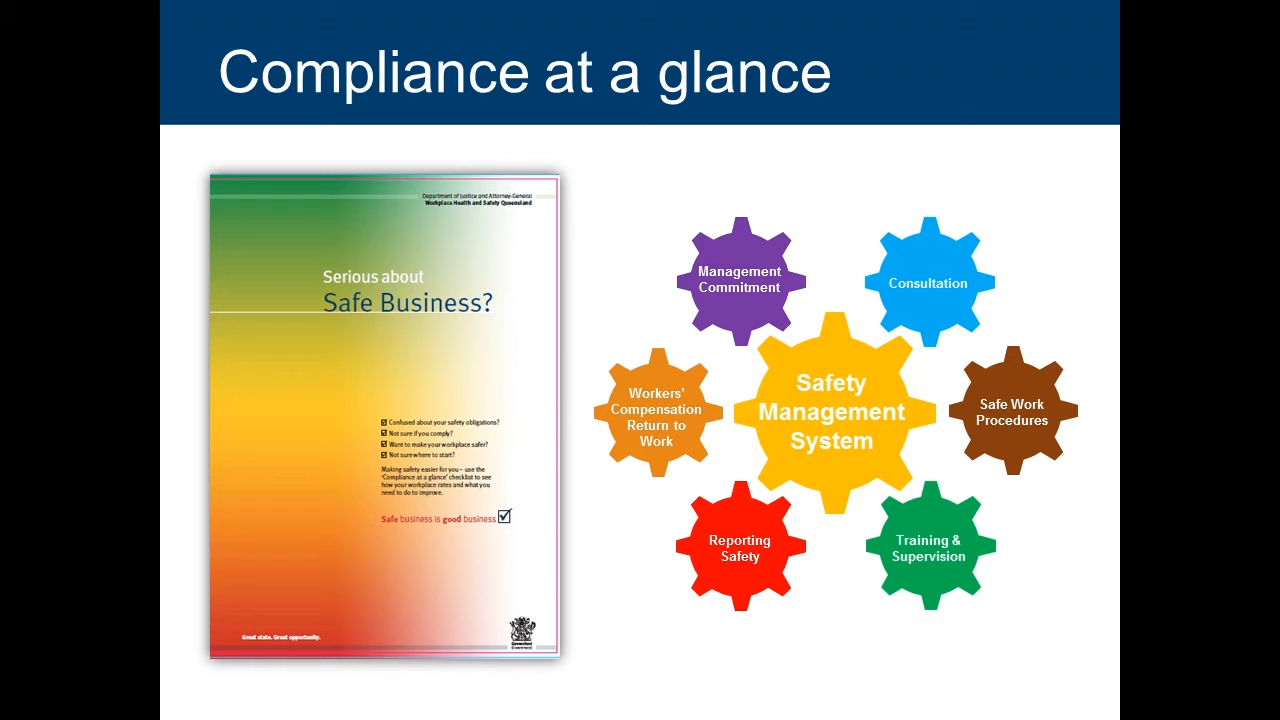 Compliance at a glance
Department of Justice and Attorney-General
Workplace Health and Safety Queensland
Serious about
Safe Business?
Confused about your safety obligations?
Not sure if you comply?
Want to make your workplace safer?
Not sure where to start?
Making safety easier for you – use the
'Compliance at a glance' checklist to see
how your workplace rates and what you
need to do to improve.
Safe business is good business
Great state. Great opportunity.
Queensland
Government
Management
Commitment
Consultation
Workers'
Compensation
Return to
Work
Safety
Management
System
Safe Work
Procedures
Reporting
Safety
Training &
Supervision